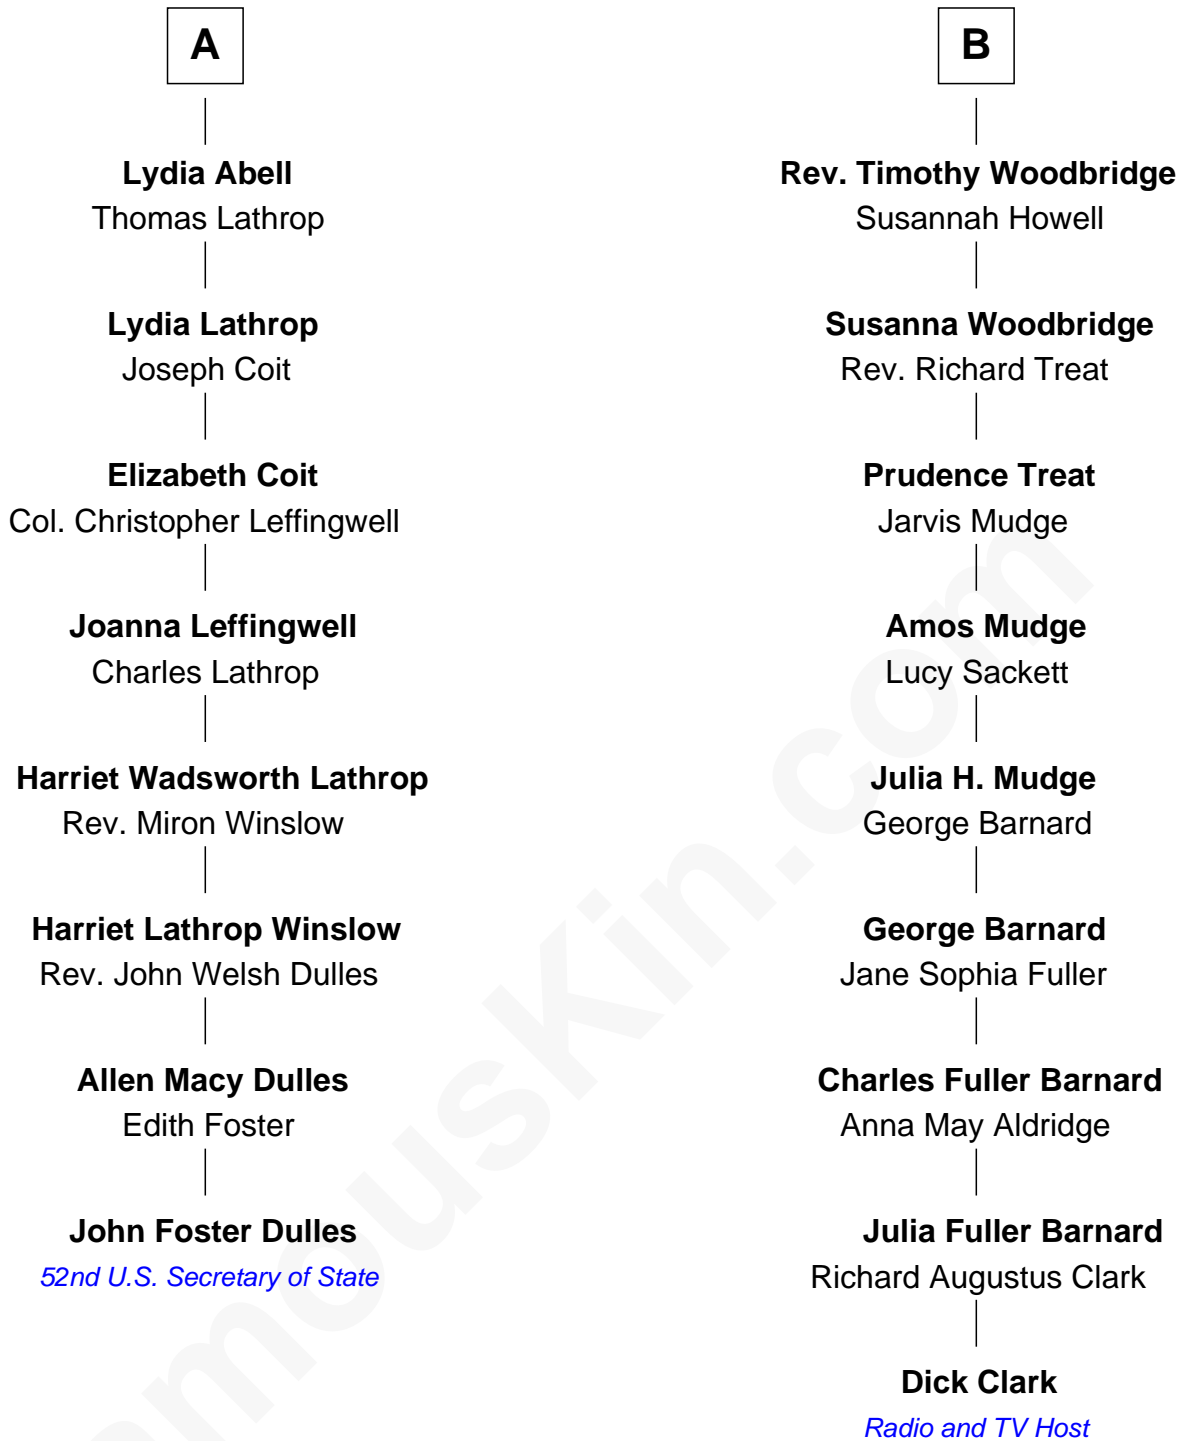 A
Lydia Abell
Thomas Lathrop
Lydia Lathrop
Joseph Coit
Elizabeth Coit
Col. Christopher Leffingwell
Joanna Leffingwell
Charles Lathrop
Harriet Wadsworth Lathrop
Rev. Miron Winslow
Harriet Lathrop Winslow
Rev. John Welsh Dulles
Allen Macy Dulles
Edith Foster
John Foster Dulles
52nd U.S. Secretary of State
B
Rev. Timothy Woodbridge
Susannah Howell
Susanna Woodbridge
Rev. Richard Treat
Prudence Treat
Jarvis Mudge
Amos Mudge
Lucy Sackett
Julia H. Mudge
George Barnard
George Barnard
Jane Sophia Fuller
Charles Fuller Barnard
Anna May Aldridge
Julia Fuller Barnard
Richard Augustus Clark
Dick Clark
Radio and TV Host
amousKin.com